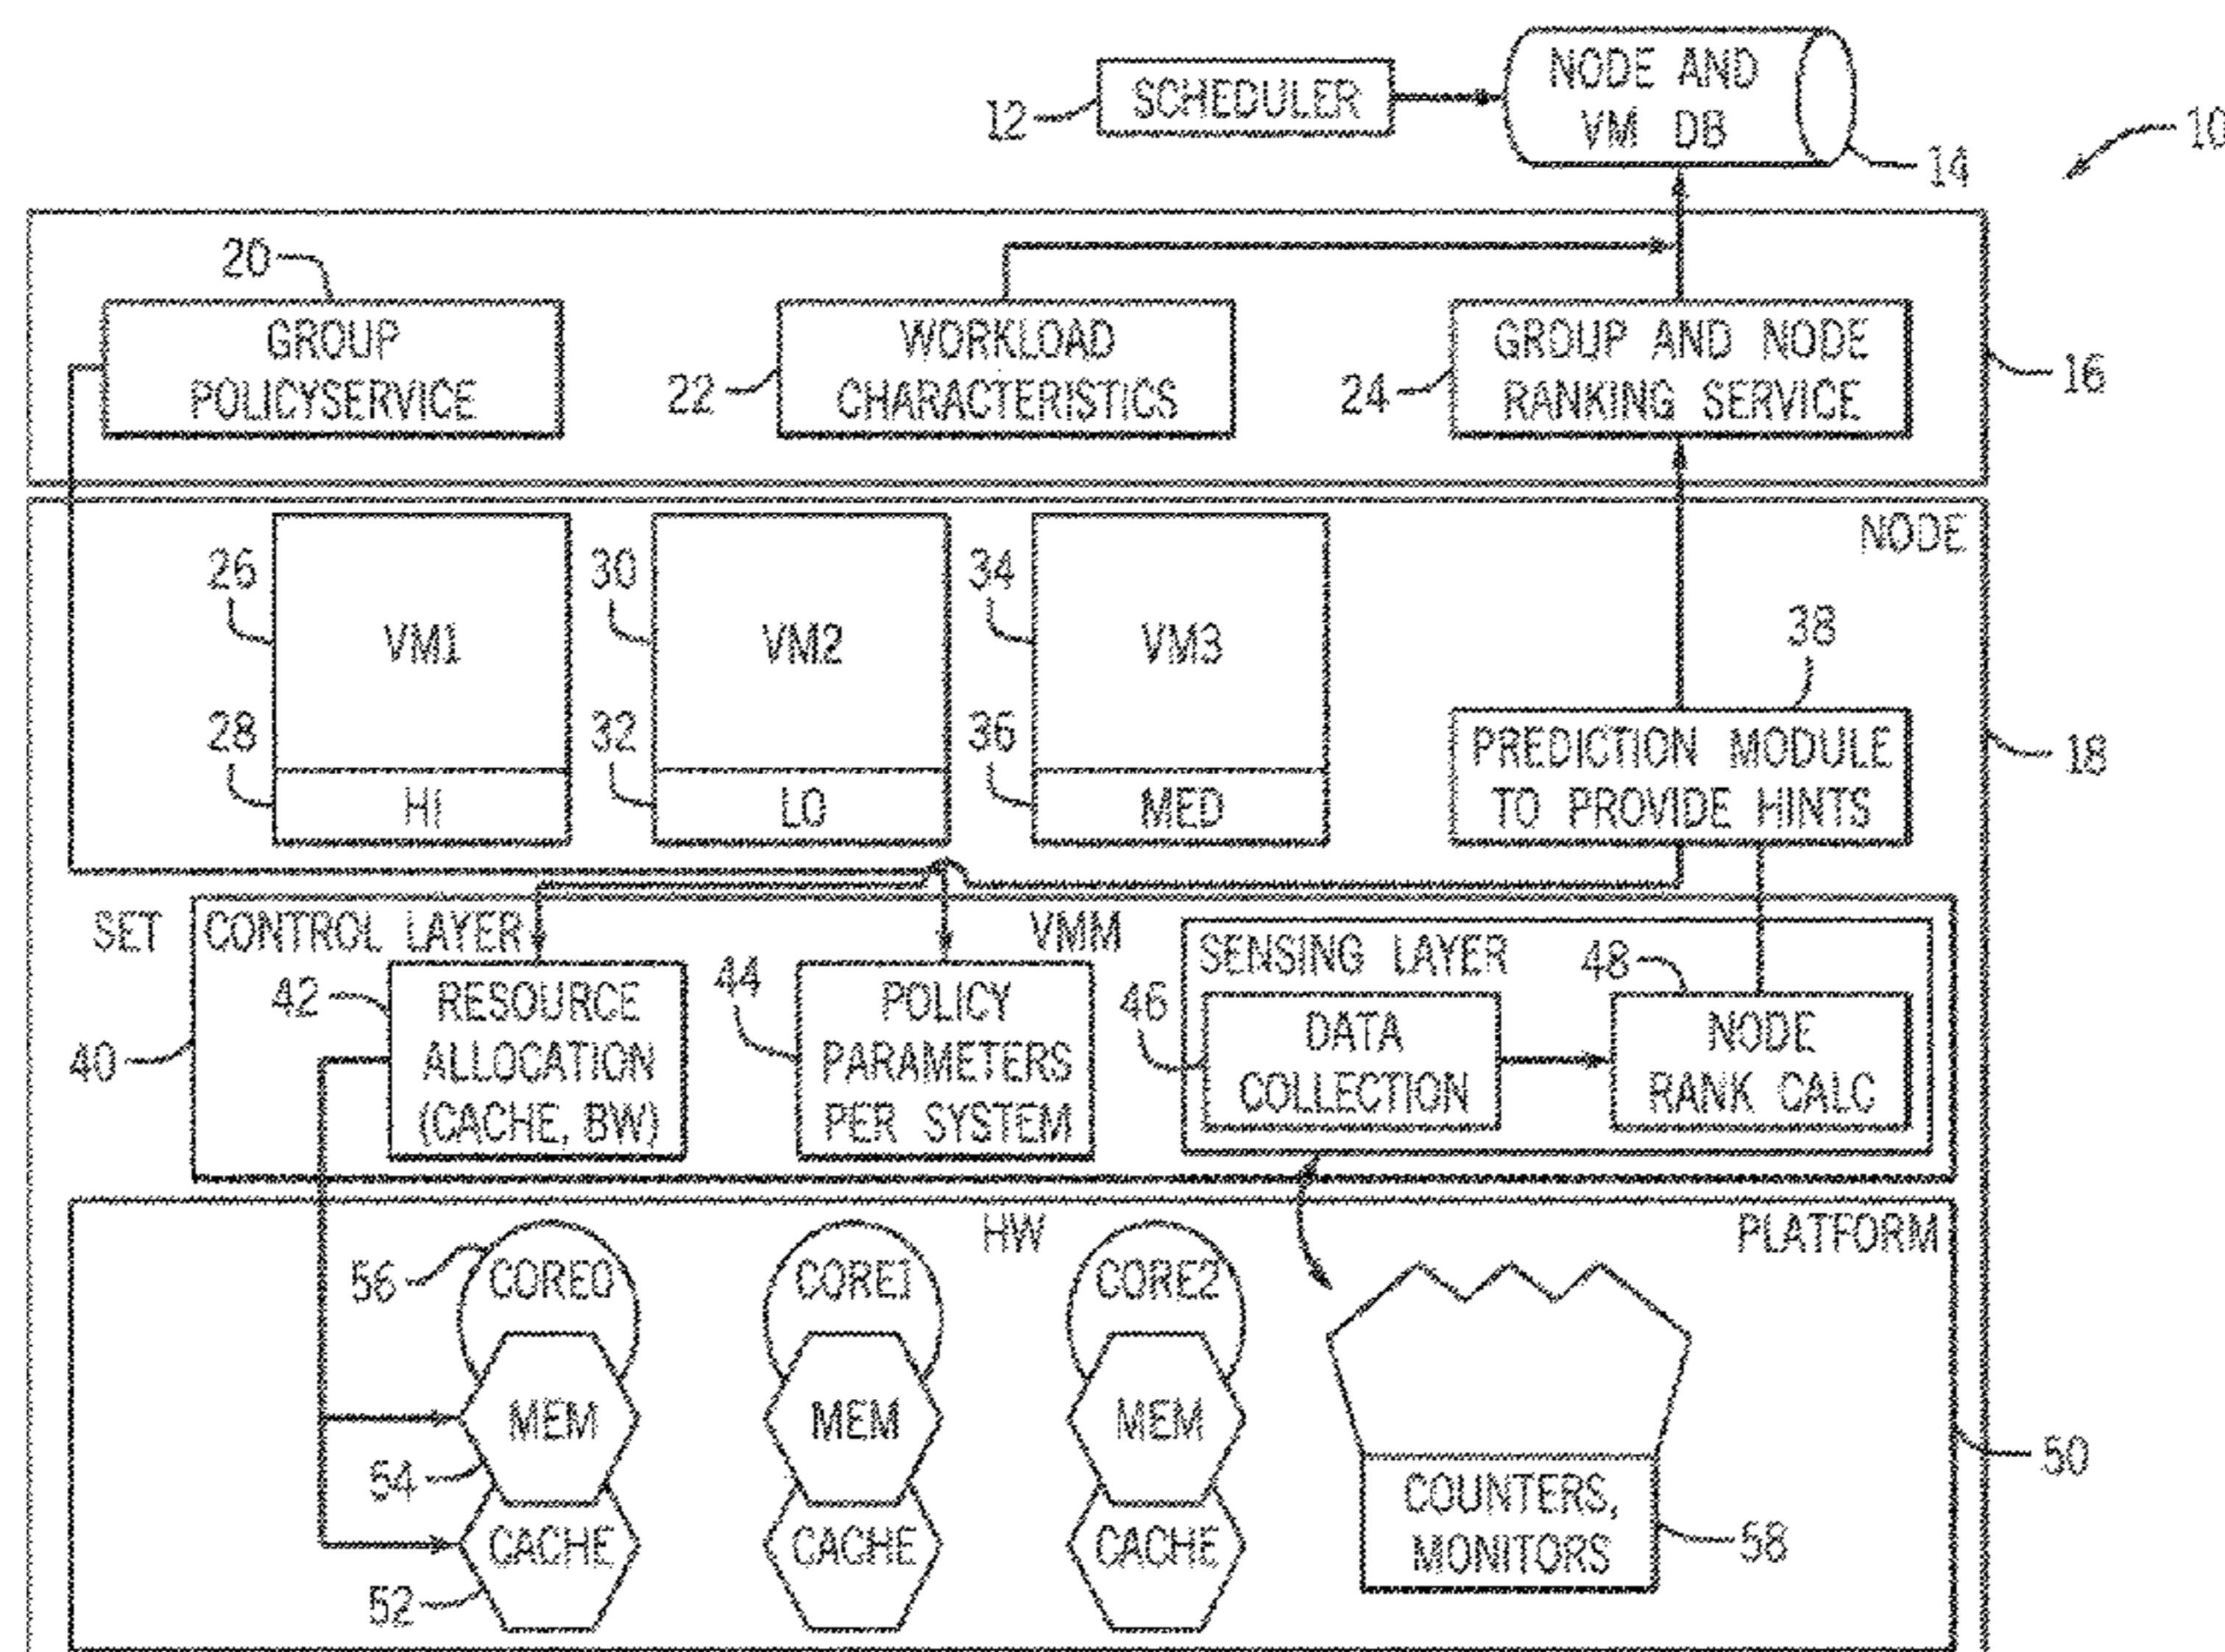 SCHEDULER
NODE AND
VM DB
12
14
10
20
GROUP
POLICYSERVICE
22
WORKLOAD
CHARACTERISTICS
24
GROUP AND NODE
RANKING SERVICE
16
NODE
26
VM1
28
HI
30
VM2
32
LO
34
VM3
36
MED
38
PREDICTION MODULE
TO PROVIDE HINTS
18
SET
CONTROL LAYER
VMM
40
42
RESOURCE
ALLOCATION
(CACHE, BW)
44
POLICY
PARAMETERS
PER SYSTEM
SENSING LAYER
46
DATA
COLLECTION
48
NODE
RANK CALC
HW
PLATFORM
56
CORE0
MEM
54
CACHE
52
CORE1
MEM
CACHE
CORE2
MEM
CACHE
COUNTERS,
MONITORS
58
50